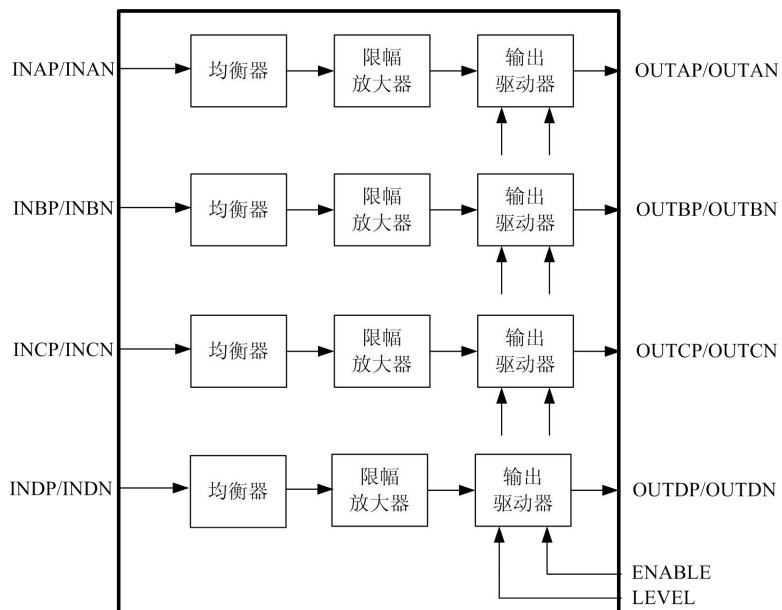 INAP/INAN
均衡器
限幅
放大器
输出
驱动器
OUTAP/OUTAN
INBP/INBN
均衡器
限幅
放大器
输出
驱动器
OUTBP/OUTBN
INCP/INCN
均衡器
限幅
放大器
输出
驱动器
OUTCP/OUTCN
INDP/INDN
均衡器
限幅
放大器
输出
驱动器
OUTDP/OUTDN
ENABLE
LEVEL